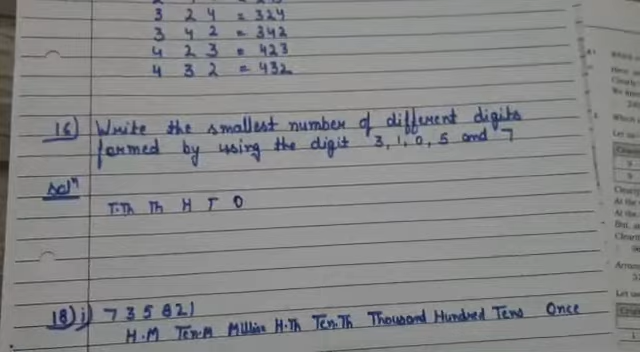 3 2 4 = 324
3 4 2 = 342
4 2 3 = 423
4 3 2 = 432
16) Write the smallest number of different digits
formed by using the digit 3, 1, 0, 5 and 7
Solⁿ
T.Th Th H T O
18) i) 7 3 5 8 2 1
H.M Ten.M Million H.Th Ten.Th Thousand Hundred Tens Once